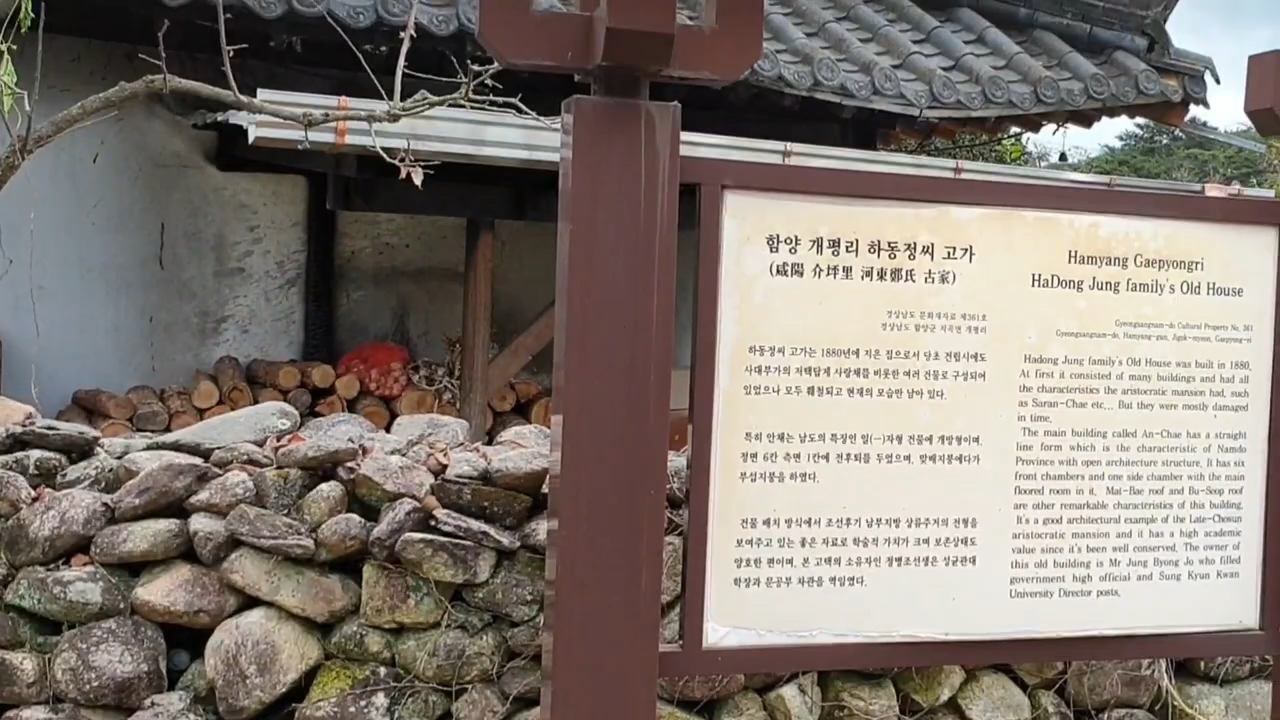 함양 개평리 하동정씨 고가
(咸陽 介坪里 河東鄭氏 古家)
경상남도 문화재자료 제361호
경상남도 함양군 지곡면 개평리
하동정씨 고가는 1880년에 지은 집으로서 당초 건립시에도
사대부가의 저택답게 사랑채를 비롯한 여러 건물로 구성되어
있었으나 모두 훼철되고 현재의 모습만 남아 있다.
특히 안채는 남도의 특징인 일(一)자형 건물에 개방형이며,
정면 6칸 측면 1칸에 전후퇴를 두었으며, 맞배지붕에다가
부섭지붕을 하였다.
건물 배치 방식에서 조선후기 남부지방 상류주거의 전형을
보여주고 있는 좋은 자료로 학술적 가치가 크며 보존상태도
양호한 편이며, 본 고택의 소유자인 정병조선생은 성균관대
학장과 문공부 차관을 역임했다.
Hamyang Gaepyongri
HaDong Jung family's Old House
Gyeongsangnam-do Cultural Property No. 361
Gyeongsangnam-do, Hamyang-gun, Jigok-myeon, Gaepyong-ri
Hadong Jung family's Old House was built in 1880.
At first it consisted of many buildings and had all
the characteristics the aristocratic mansion had, such
as Saran-Chae etc... But they were mostly damaged
in time.
The main building called An-Chae has a straight
line form which is the characteristic of Namdo
Province with open architecture structure. It has six
front chambers and one side chamber with the main
floored room in it. Mat-Bae roof and Bu-Seop roof
are other remarkable characteristics of this building.
It's a good architectural example of the Late-Chosun
aristocratic mansion and it has a high academic
value since it's been well conserved. The owner of
this old building is Mr Jung Byong Jo who filled
government high official and Sung Kyun Kwan
University Director posts.